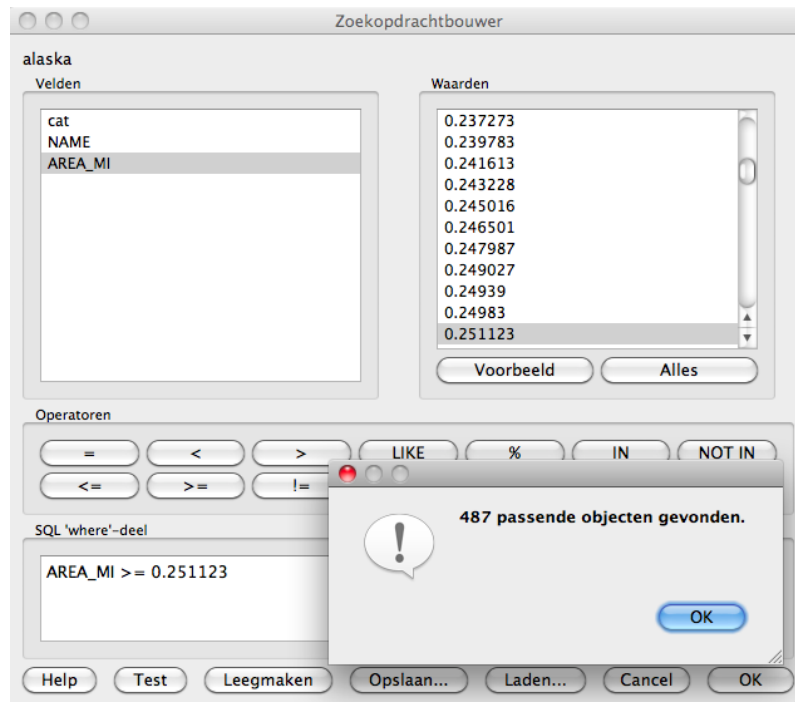 Zoekopdrachtbouwer
alaska
Velden
cat
NAME
AREA_MI
Waarden
0.237273
0.239783
0.241613
0.243228
0.245016
0.246501
0.247987
0.249027
0.24939
0.24983
0.251123
Voorbeeld Alles
Operatoren
= < > LIKE % IN NOT IN
<= >= !=
SQL 'where'-deel
AREA_MI >= 0.251123
487 passende objecten gevonden.
OK
Help Test Leegmaken Opslaan... Laden... Cancel OK